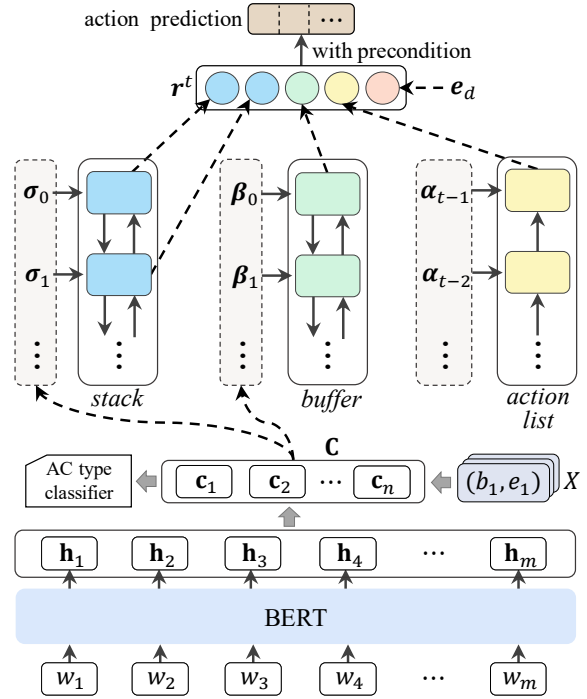 action prediction ...
with precondition
r^t e_d
σ_0 β_0 α_{t−1}
σ_1 β_1 α_{t−2}
⋮ ⋮ ⋮ ⋮ ⋮ ⋮
stack buffer action
list
C
AC type
classifier
c_1 c_2 ... c_n (b_1, e_1) X
h_1 h_2 h_3 h_4 ... h_m
BERT
w_1 w_2 w_3 w_4 ... w_m